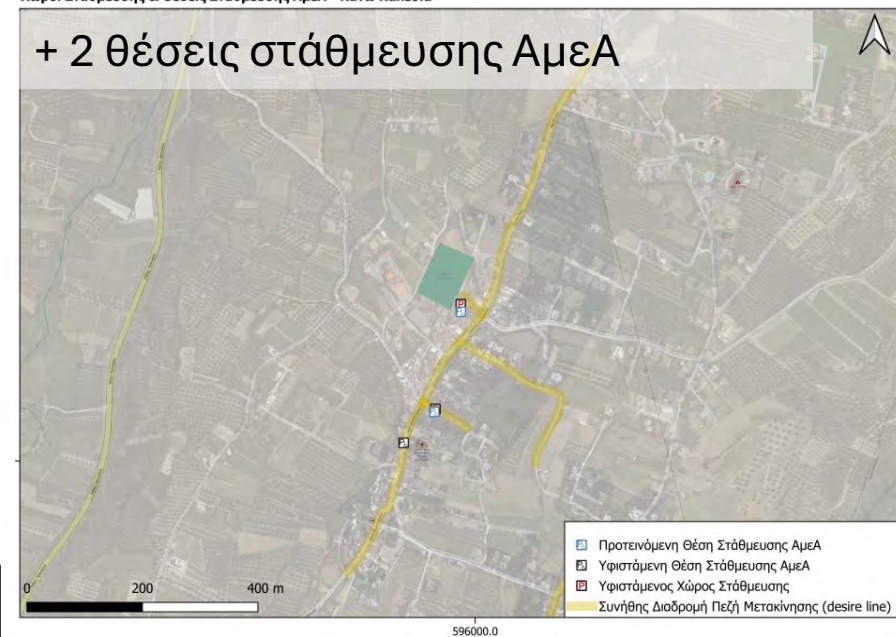 + 2 θέσεις στάθμευσης ΑμεΑ
Προτεινόμενη Θέση Στάθμευσης ΑμεΑ
Υφιστάμενη Θέση Στάθμευσης ΑμεΑ
Υφιστάμενος Χώρος Στάθμευσης
Συνήθης Διαδρομή Πεζή Μετακίνησης (desire line)
0 200 400 m
596000.0